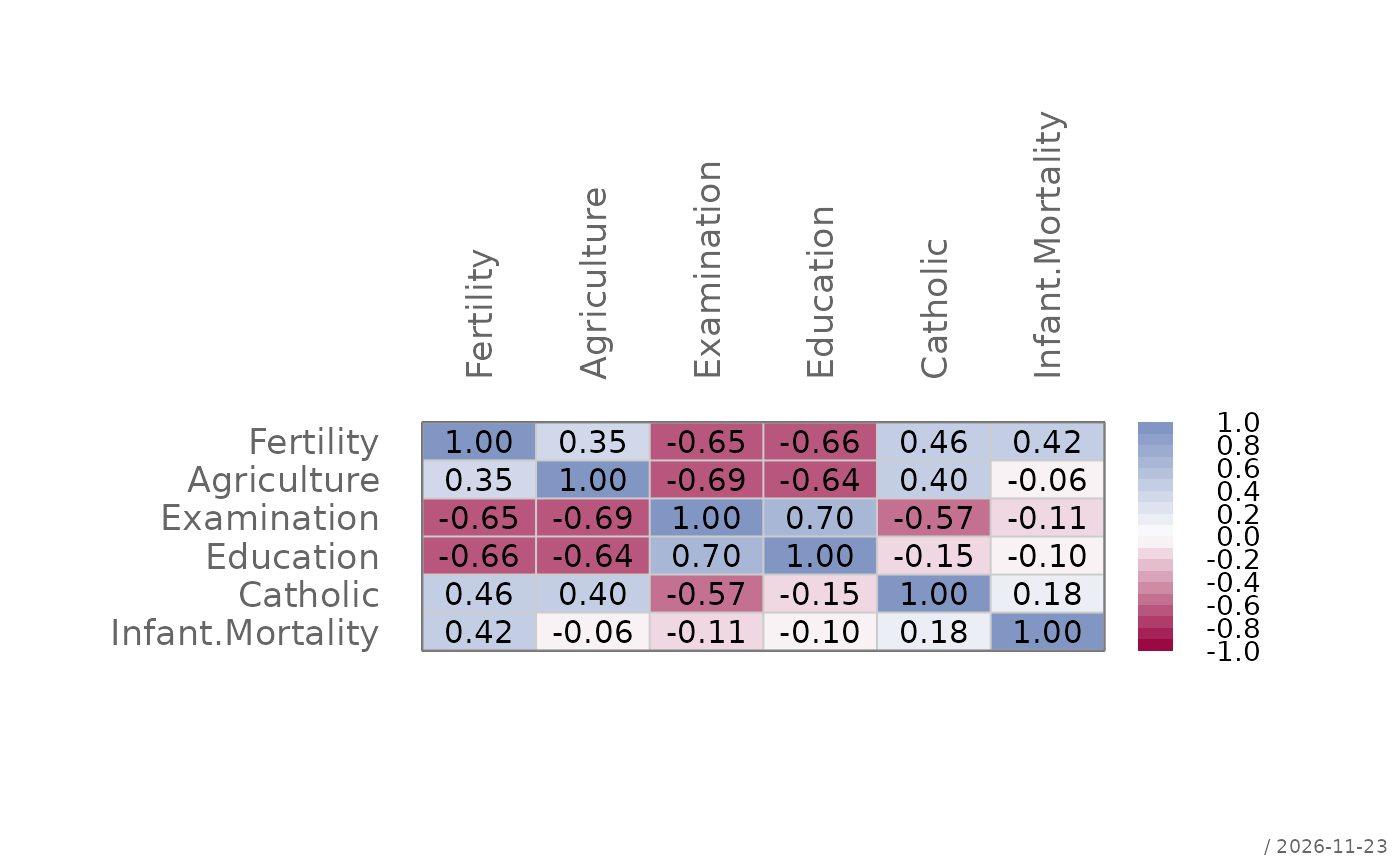 Fertility
Agriculture
Examination
Education
Catholic
Infant.Mortality
Fertility 1.00 0.35 -0.65 -0.66 0.46 0.42
Agriculture 0.35 1.00 -0.69 -0.64 0.40 -0.06
Examination -0.65 -0.69 1.00 0.70 -0.57 -0.11
Education -0.66 -0.64 0.70 1.00 -0.15 -0.10
Catholic 0.46 0.40 -0.57 -0.15 1.00 0.18
Infant.Mortality 0.42 -0.06 -0.11 -0.10 0.18 1.00
1.0
0.8
0.6
0.4
0.2
0.0
-0.2
-0.4
-0.6
-0.8
-1.0
/ 2026-11-23